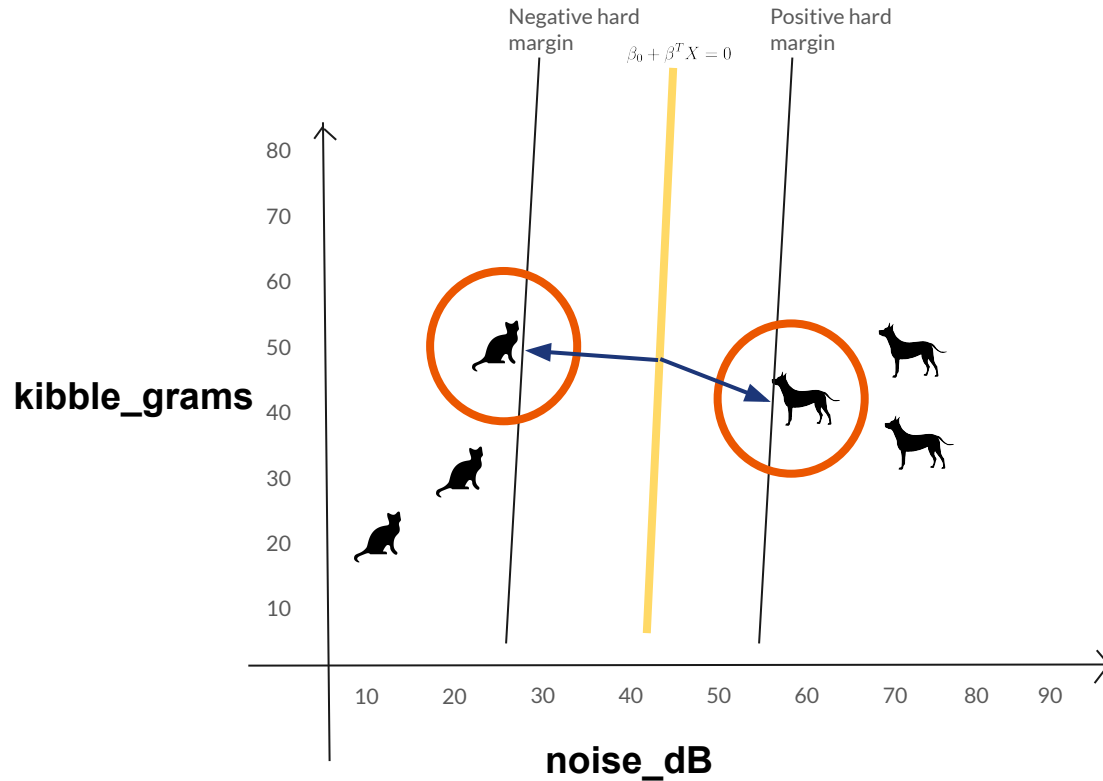 Negative hard
margin
Positive hard
margin
β₀ + βᵀX = 0
80
70
60
50
40
30
20
10
kibble_grams
10 20 30 40 50 60 70 80 90
noise_dB